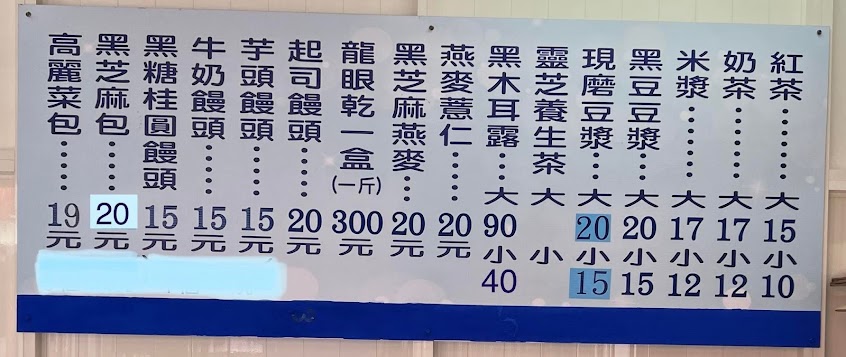 紅茶⋯⋯⋯大15小10
奶茶⋯⋯⋯大17小12
米漿⋯⋯⋯大17小12
黑豆豆漿⋯⋯大20小15
現磨豆漿⋯⋯大20小15
靈芝養生茶 大 小
黑木耳露⋯⋯大90小40
燕麥薏仁⋯⋯20元
黑芝麻燕麥⋯⋯20元
龍眼乾一盒(一斤)300元
起司饅頭⋯⋯20元
芋頭饅頭⋯⋯15元
牛奶饅頭⋯⋯15元
黑糖桂圓饅頭15元
黑芝麻包⋯⋯20元
高麗菜包⋯⋯19元